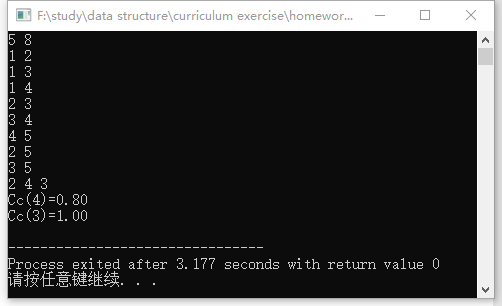 F:\study\data structure\curriculum exercise\homewor...
5 8
1 2
1 3
1 4
2 3
3 4
4 5
2 5
3 5
2 4 3
Cc(4)=0.80
Cc(3)=1.00
--------------------------------
Process exited after 3.177 seconds with return value 0
请按任意键继续. . .